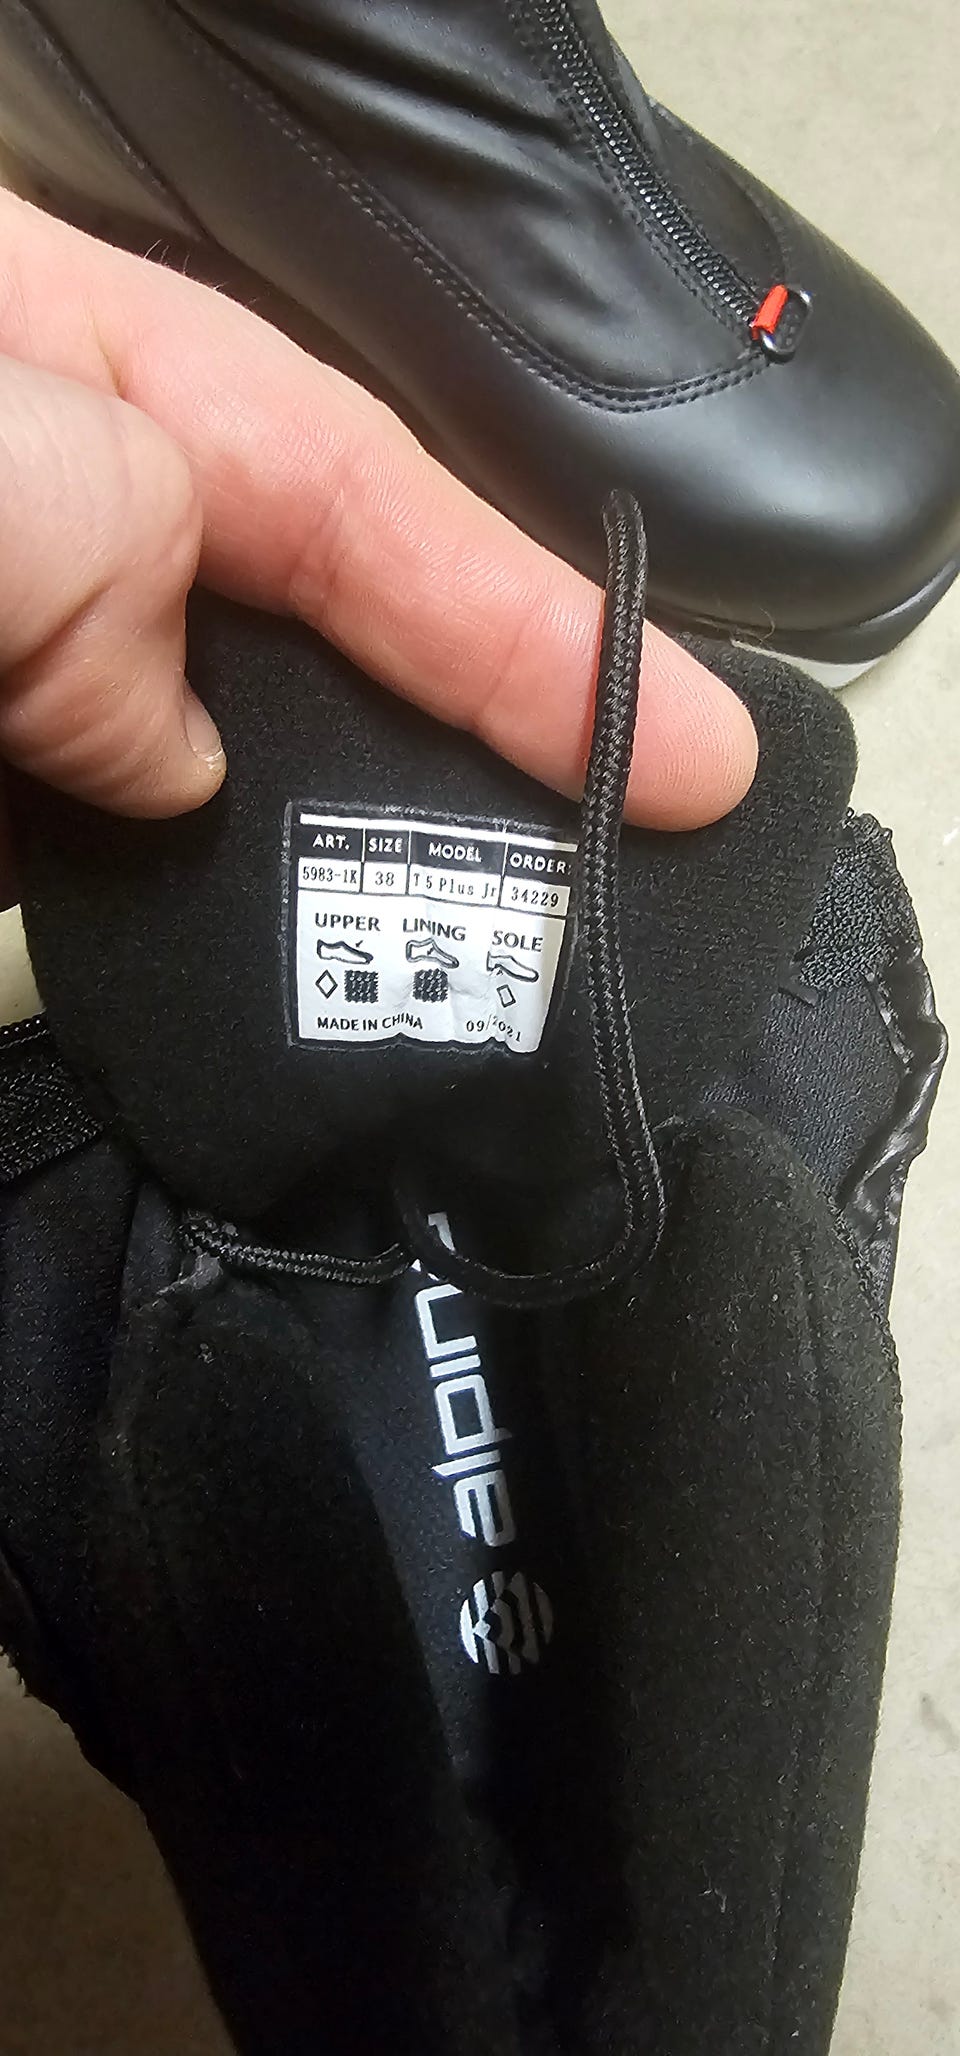 ART. SIZE MODEL ORDER:
5983-1K 38 T5 Plus Jr 34229
UPPER LINING SOLE
MADE IN CHINA 09/2021
alpina